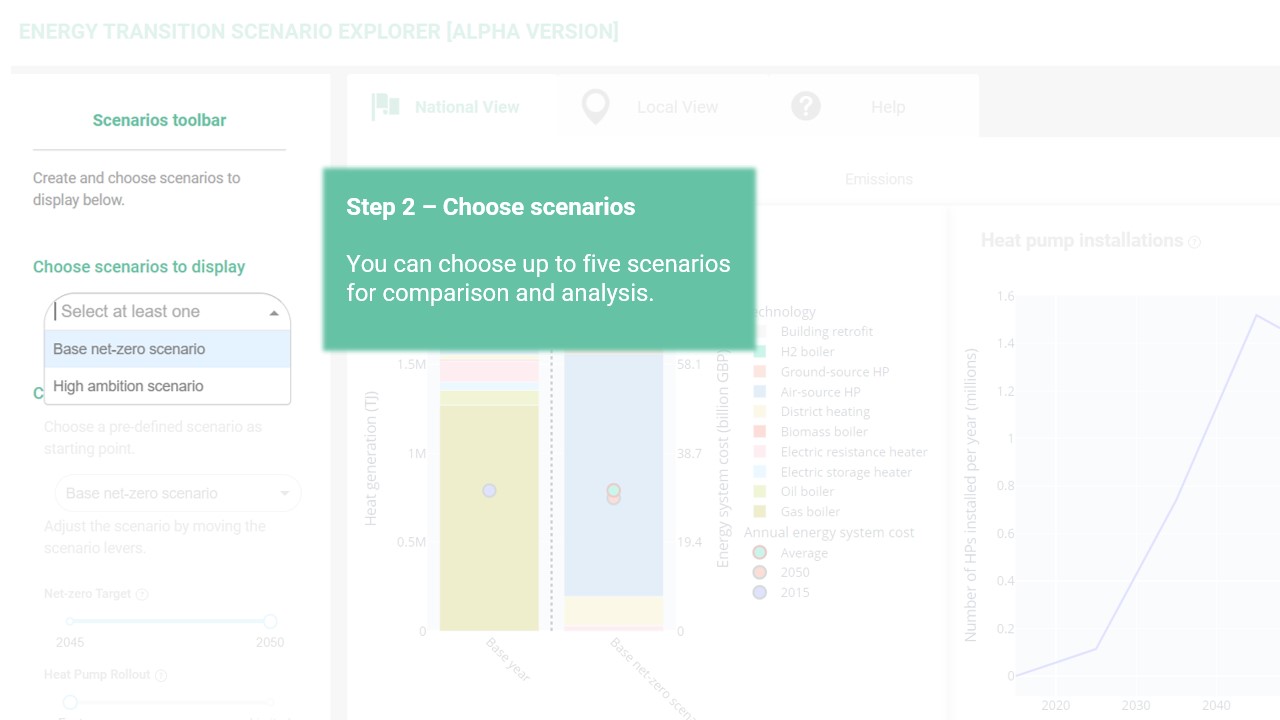 ENERGY TRANSITION SCENARIO EXPLORER [ALPHA VERSION]
Scenarios toolbar
Create and choose scenarios to
display below.
Choose scenarios to display
Select at least one
Base net-zero scenario
High ambition scenario
C
Choose a pre-defined scenario as
starting point.
Base net-zero scenario
Adjust the scenario by moving the
scenario levers.
Net-zero Target ?
2045 2050
Heat Pump Rollout ?
National View
Local View
? Help
Emissions
Step 2 – Choose scenarios
You can choose up to five scenarios
for comparison and analysis.
Heat generation (TJ)
1.5M
1M
0.5M
0
Base year
Base net-zero scen
58.1
38.7
19.4
0
Energy system cost (billion GBP)
echnology
Building retrofit
H2 boiler
Ground-source HP
Air-source HP
District heating
Biomass boiler
Electric resistance heater
Electric storage heater
Oil boiler
Gas boiler
Annual energy system cost
Average
2050
2015
Heat pump installations ?
Number of HPs installed per year (millions)
1.6
1.4
1.2
1
0.8
0.6
0.4
0.2
0
2020 2030 2040